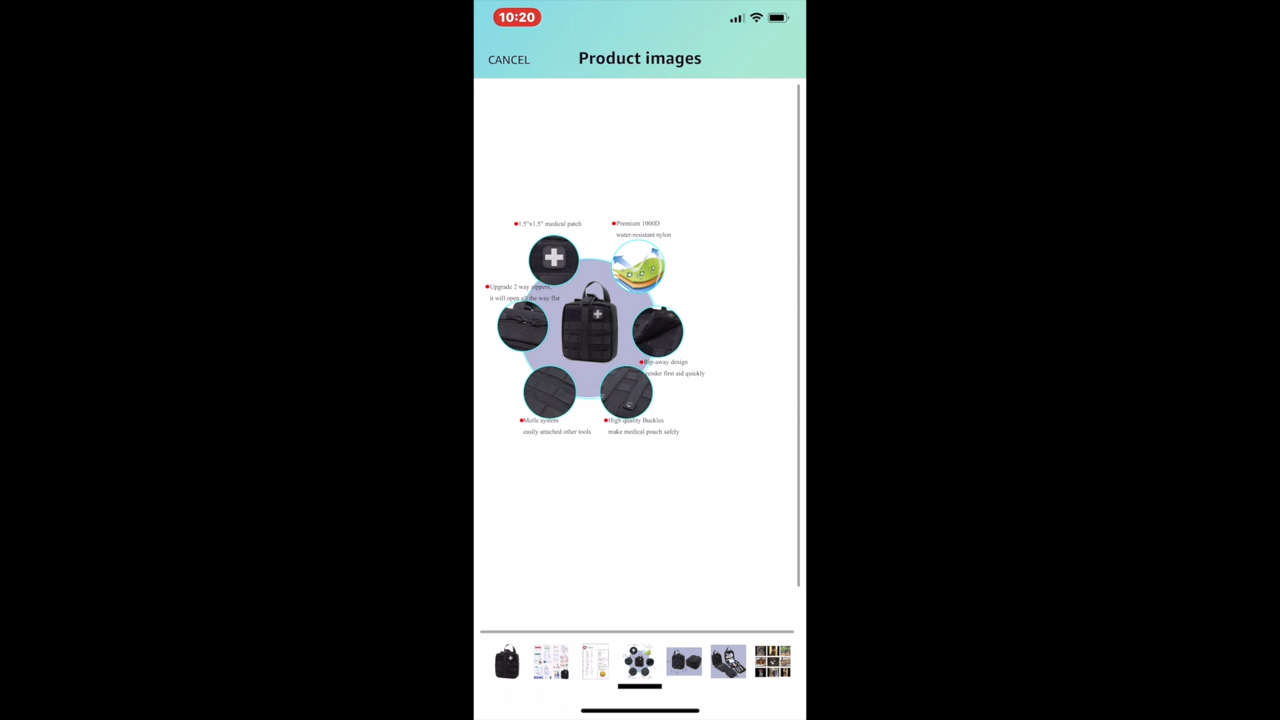 10:20
CANCEL
Product images
1.5"x1.5" medical patch
Premium 1000D
water-resistant nylon
Upgrade 2 way zippers,
it will open all the way flat
Rip-away design
render first aid quickly
Molle system
easily attached other tools
High quality Buckles
make medical pouch safely